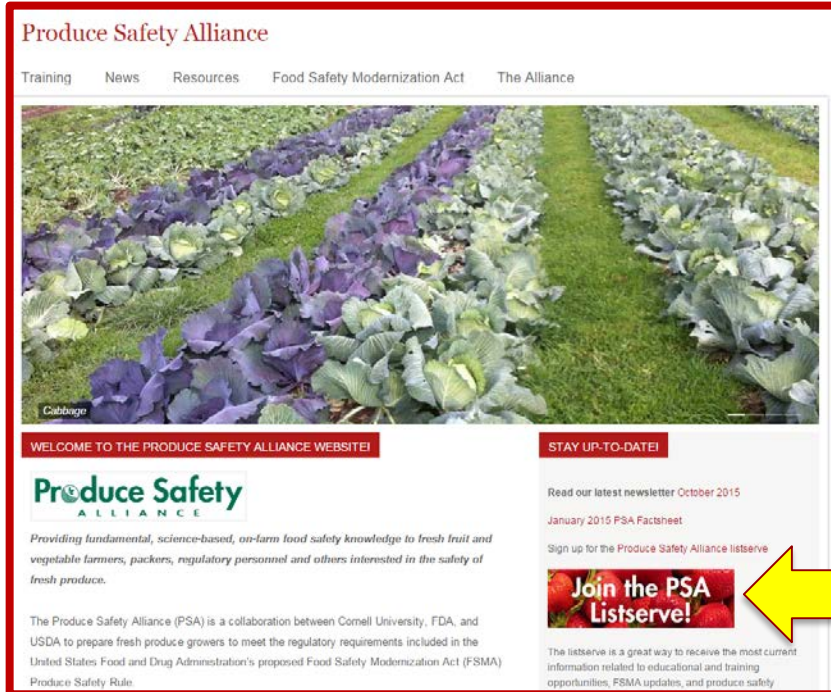 Produce Safety Alliance
Training News Resources Food Safety Modernization Act The Alliance
Cabbage
WELCOME TO THE PRODUCE SAFETY ALLIANCE WEBSITE!
Produce Safety
ALLIANCE
Providing fundamental, science-based, on-farm food safety knowledge to fresh fruit and
vegetable farmers, packers, regulatory personnel and others interested in the safety of
fresh produce.
The Produce Safety Alliance (PSA) is a collaboration between Cornell University, FDA, and
USDA to prepare fresh produce growers to meet the regulatory requirements included in the
United States Food and Drug Administration's proposed Food Safety Modernization Act (FSMA)
Produce Safety Rule.
STAY UP-TO-DATE!
Read our latest newsletter October 2015
January 2015 PSA Factsheet
Sign up for the Produce Safety Alliance listserve
Join the PSA
Listserve!
The listserve is a great way to receive the most current
information related to educational and training
opportunities, FSMA updates, and produce safety